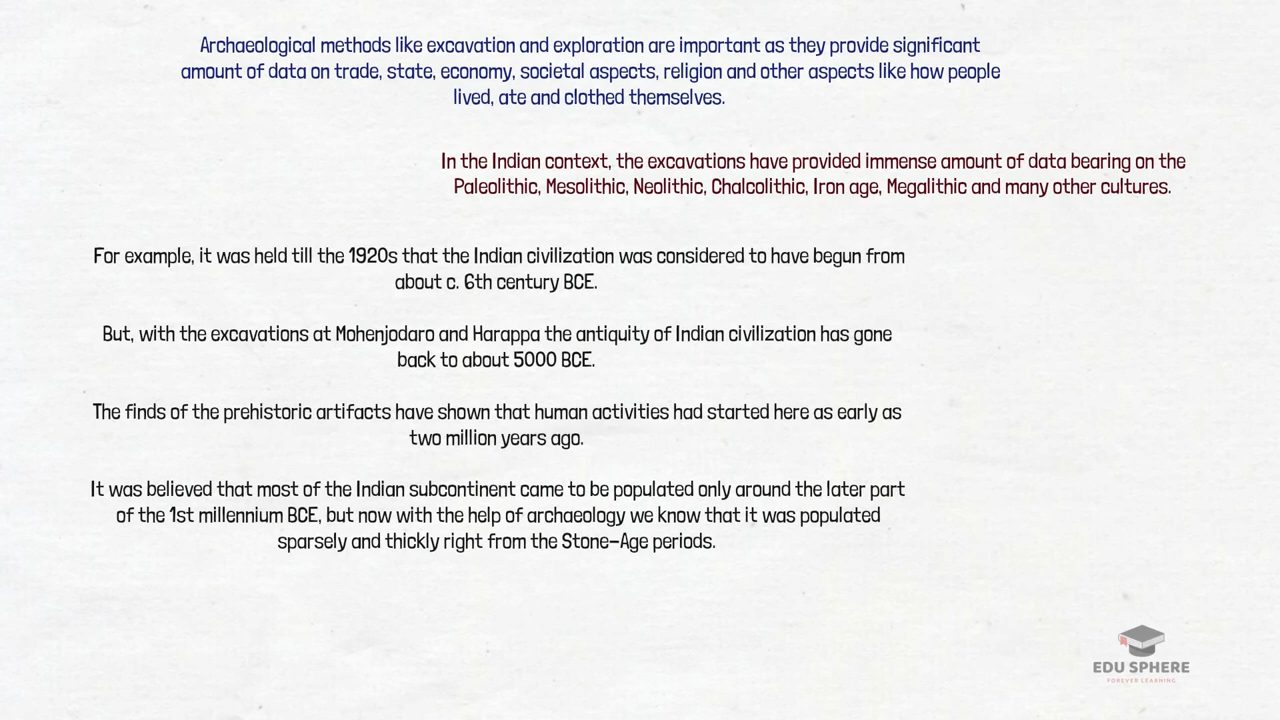 Archaeological methods like excavation and exploration are important as they provide significant
amount of data on trade, state, economy, societal aspects, religion and other aspects like how people
lived, ate and clothed themselves.
In the Indian context, the excavations have provided immense amount of data bearing on the
Paleolithic, Mesolithic, Neolithic, Chalcolithic, Iron age, Megalithic and many other cultures.
For example, it was held till the 1920s that the Indian civilization was considered to have begun from
about c. 6th century BCE.
But, with the excavations at Mohenjodaro and Harappa the antiquity of Indian civilization has gone
back to about 5000 BCE.
The finds of the prehistoric artifacts have shown that human activities had started here as early as
two million years ago.
It was believed that most of the Indian subcontinent came to be populated only around the later part
of the 1st millennium BCE, but now with the help of archaeology we know that it was populated
sparsely and thickly right from the Stone-Age periods.
EDU SPHERE
FOREVER LEARNING